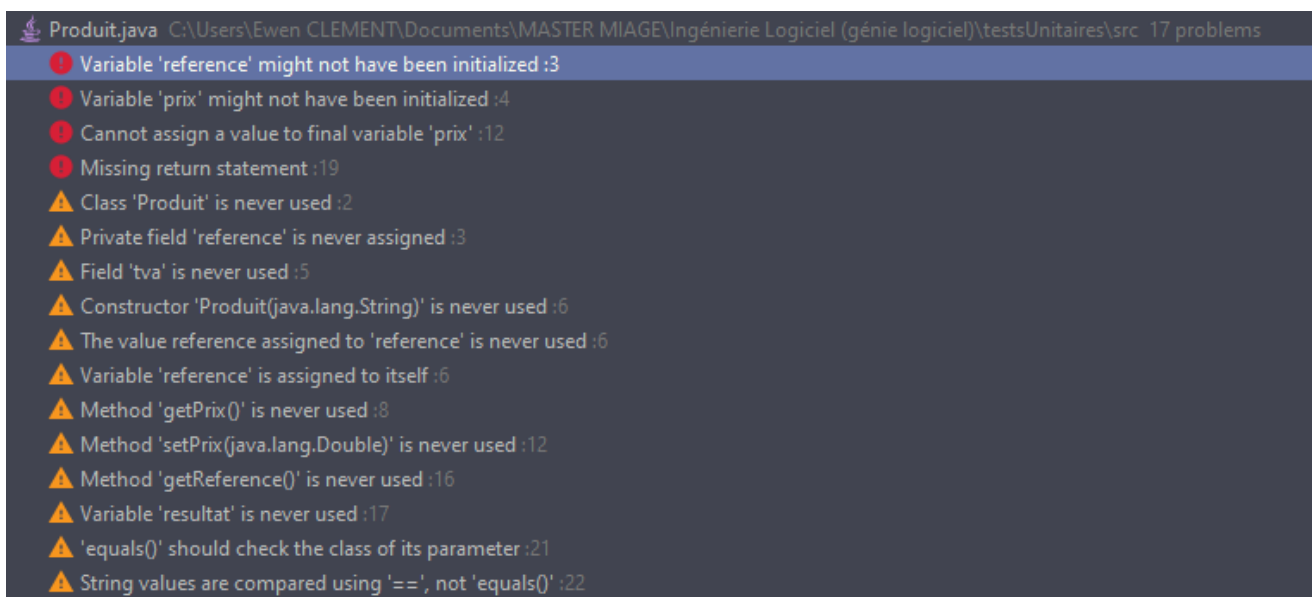 Produit.java C:\Users\Ewen CLEMENT\Documents\MASTER MIAGE\Ingénierie Logiciel (génie logiciel)\testsUnitaires\src 17 problems
Variable 'reference' might not have been initialized :3
Variable 'prix' might not have been initialized :4
Cannot assign a value to final variable 'prix' :12
Missing return statement :19
Class 'Produit' is never used :2
Private field 'reference' is never assigned :3
Field 'tva' is never used :5
Constructor 'Produit(java.lang.String)' is never used :6
The value reference assigned to 'reference' is never used :6
Variable 'reference' is assigned to itself :6
Method 'getPrix()' is never used :8
Method 'setPrix(java.lang.Double)' is never used :12
Method 'getReference()' is never used :16
Variable 'resultat' is never used :17
'equals()' should check the class of its parameter :21
String values are compared using '==', not 'equals()' :22